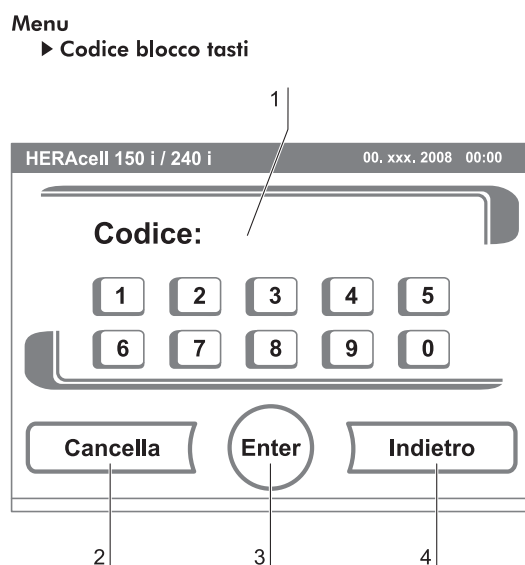 Menu
▶ Codice blocco tasti
1
HERAcell 150 i / 240 i 00. xxx. 2008 00:00
Codice:
1 2 3 4 5
6 7 8 9 0
Cancella Enter Indietro
2 3 4